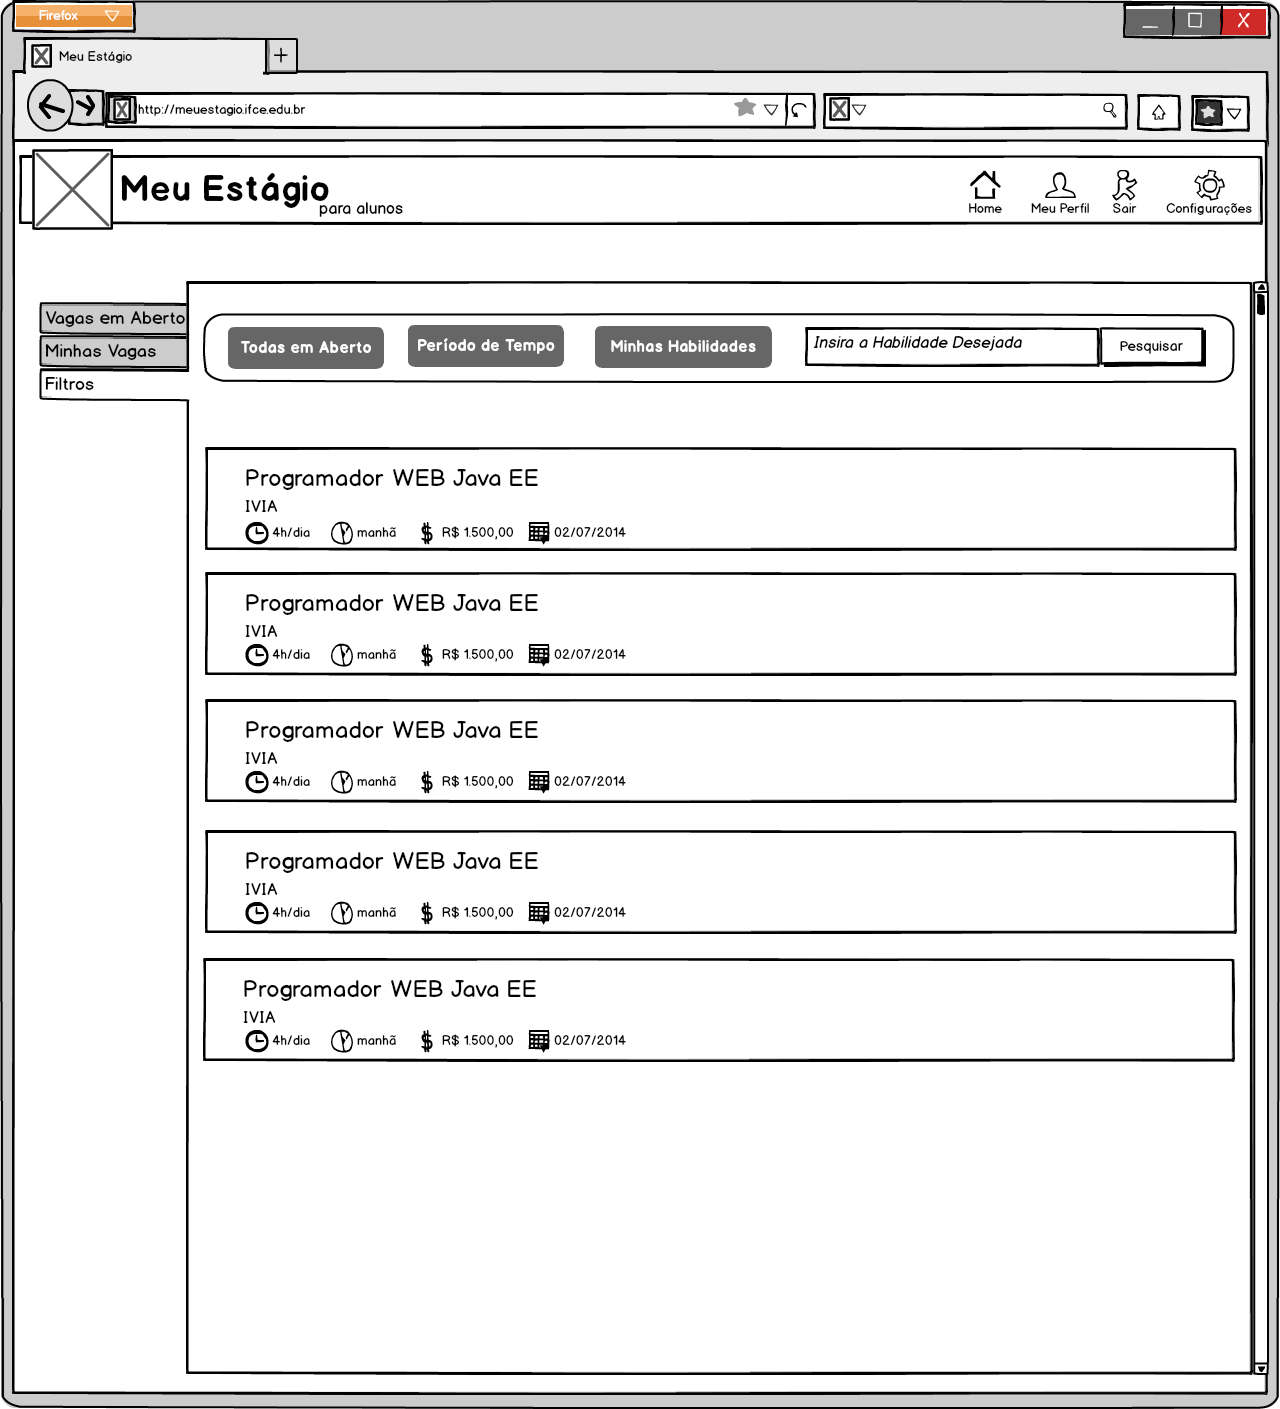 Firefox
Meu Estágio
http://meuestagio.ifce.edu.br
Meu Estágio
para alunos
Home
Meu Perfil
Sair
Configurações
Vagas em Aberto
Minhas Vagas
Filtros
Todas em Aberto
Período de Tempo
Minhas Habilidades
Insira a Habilidade Desejada
Pesquisar
Programador WEB Java EE
IVIA
4h/dia manhã R$ 1.500,00 02/07/2014
Programador WEB Java EE
IVIA
4h/dia manhã R$ 1.500,00 02/07/2014
Programador WEB Java EE
IVIA
4h/dia manhã R$ 1.500,00 02/07/2014
Programador WEB Java EE
IVIA
4h/dia manhã R$ 1.500,00 02/07/2014
Programador WEB Java EE
IVIA
4h/dia manhã R$ 1.500,00 02/07/2014